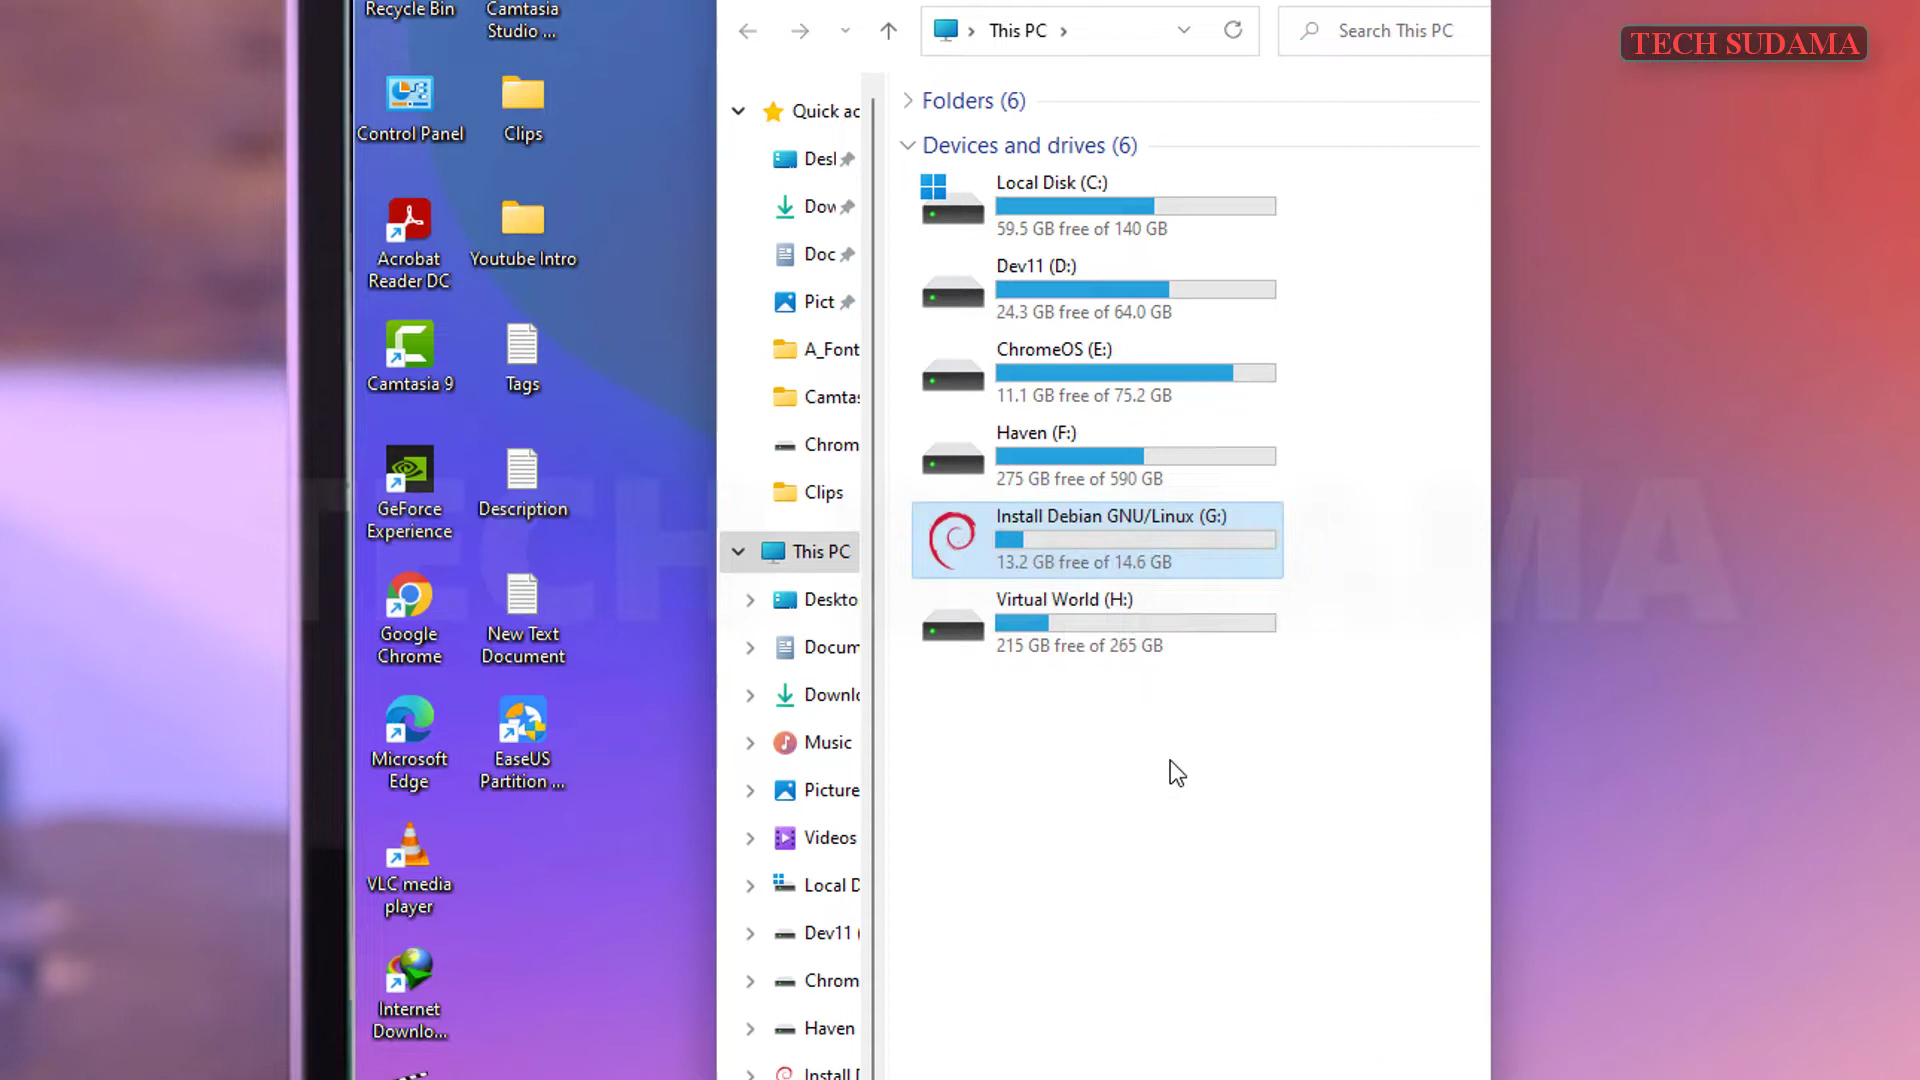 Recycle Bin
Camtasia
Studio ...
Control Panel
Clips
Acrobat
Reader DC
Youtube Intro
Camtasia 9
Tags
GeForce
Experience
Description
Google
Chrome
New Text
Document
Microsoft
Edge
EaseUS
Partition ...
VLC media
player
Internet
Downlo...
This PC
Search This PC
TECH SUDAMA
Quick ac
Desl
Dow
Doc
Pict
A_Font
Camtas
Chrom
Clips
This PC
Deskto
Docum
Downlo
Music
Picture
Videos
Local D
Dev11 (
Chrom
Haven
Install D
Folders (6)
Devices and drives (6)
Local Disk (C:)
59.5 GB free of 140 GB
Dev11 (D:)
24.3 GB free of 64.0 GB
ChromeOS (E:)
11.1 GB free of 75.2 GB
Haven (F:)
275 GB free of 590 GB
Install Debian GNU/Linux (G:)
13.2 GB free of 14.6 GB
Virtual World (H:)
215 GB free of 265 GB